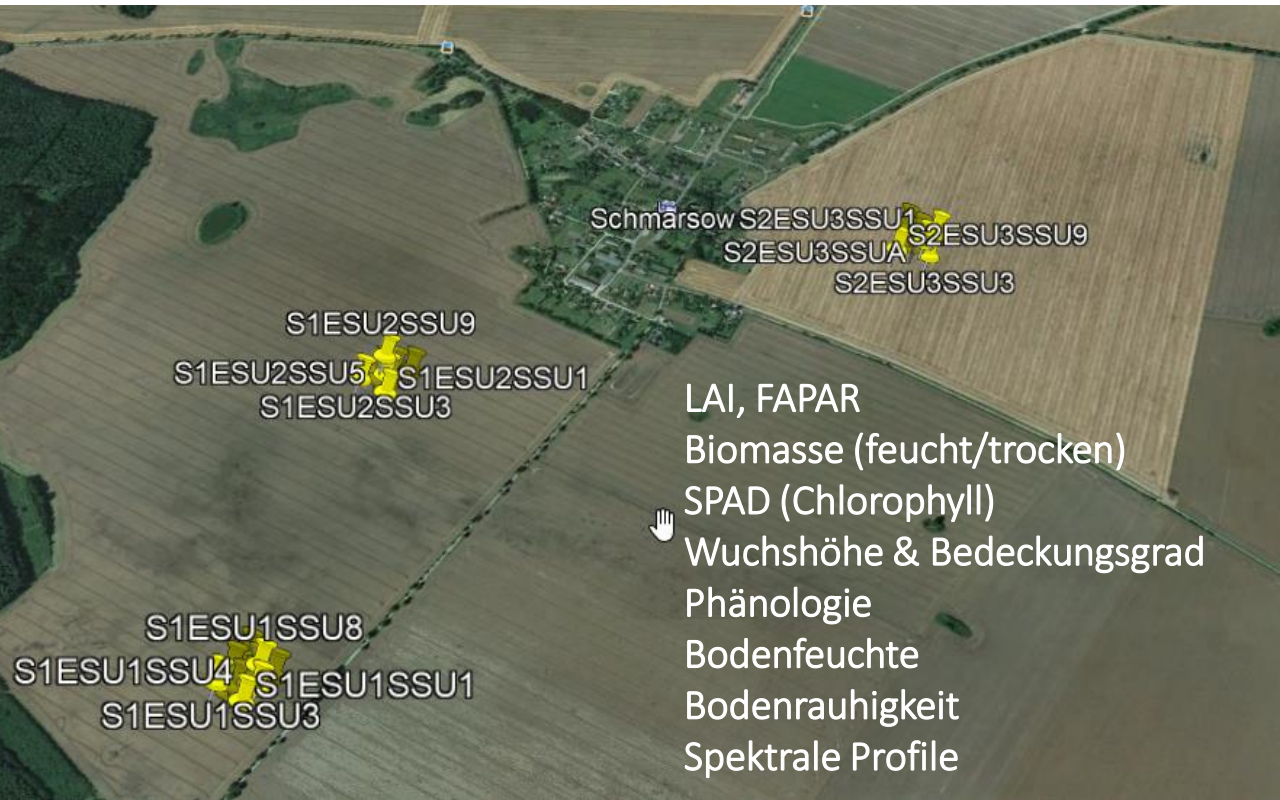 Schmarsow S2ESU3SSU1
S2ESU3SSU9
S2ESU3SSUA
S2ESU3SSU3
S1ESU2SSU9
S1ESU2SSU5 S1ESU2SSU1
S1ESU2SSU3
LAI, FAPAR
Biomasse (feucht/trocken)
SPAD (Chlorophyll)
Wuchshöhe & Bedeckungsgrad
Phänologie
Bodenfeuchte
Bodenrauhigkeit
Spektrale Profile
S1ESU1SSU8
S1ESU1SSU4 S1ESU1SSU1
S1ESU1SSU3